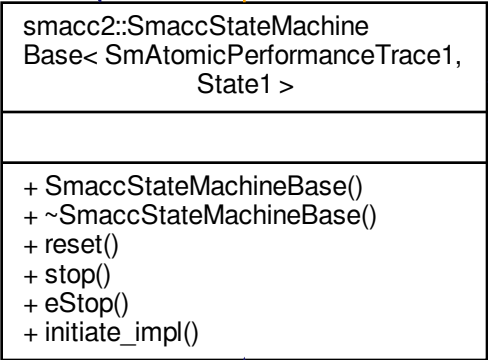 smacc2::SmaccStateMachine
Base< SmAtomicPerformanceTrace1,
State1 >
+ SmaccStateMachineBase()
+ ~SmaccStateMachineBase()
+ reset()
+ stop()
+ eStop()
+ initiate_impl()